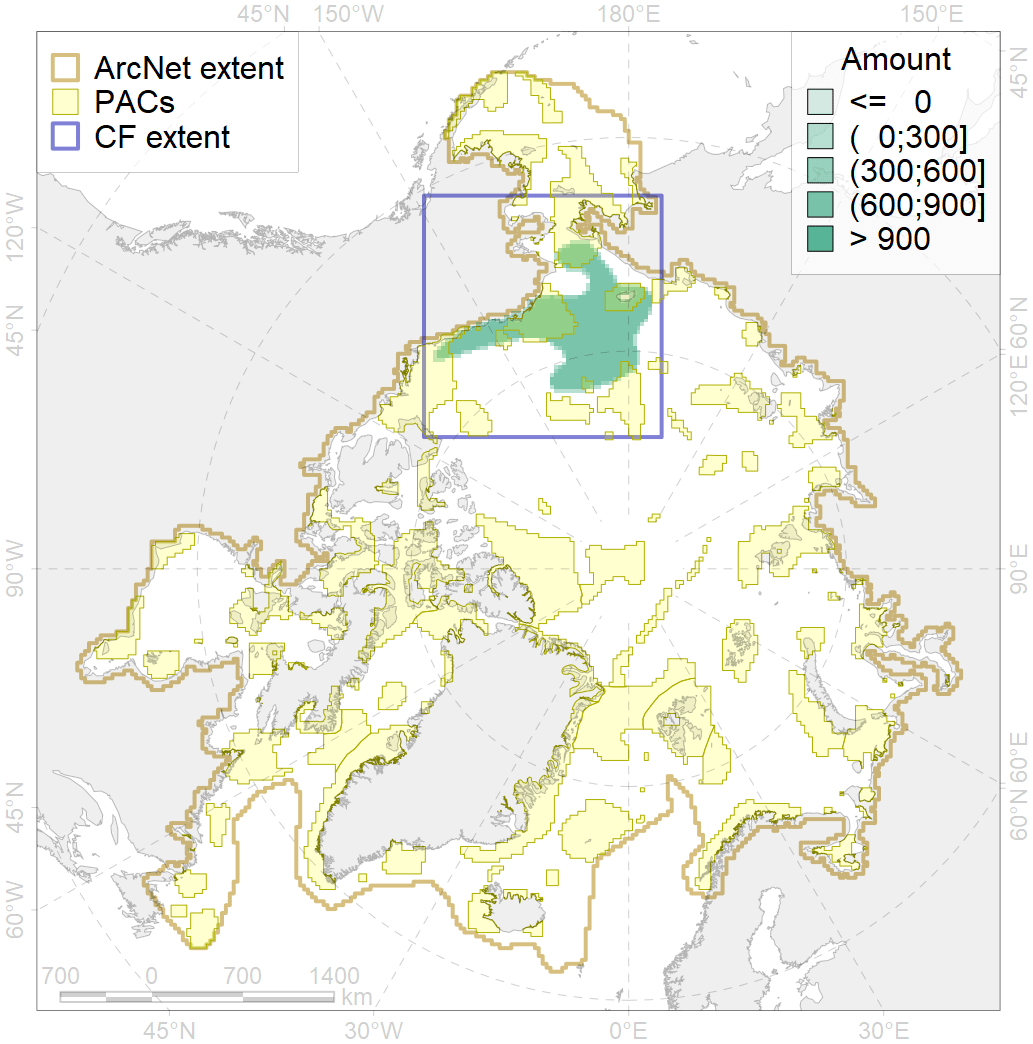 45°N 150°W 180°E 150°E
ArcNet extent
PACs
CF extent
Amount
<= 0
( 0;300]
(300;600]
(600;900]
> 900
45°N
120°W
45°N
60°N
120°E
90°W
90°E
45°N
60°E
60°N
60°W
700 0 700 1400
km
45°N 30°W 0°E 30°E